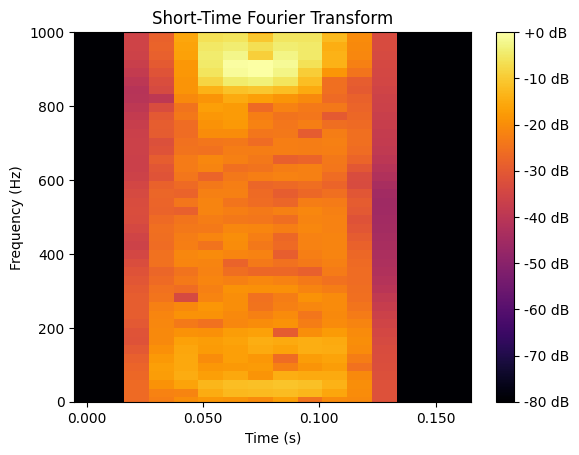 Short-Time Fourier Transform
1000
800
600
400
200
0
Frequency (Hz)
0.000
0.050
0.100
0.150
Time (s)
+0 dB
-10 dB
-20 dB
-30 dB
-40 dB
-50 dB
-60 dB
-70 dB
-80 dB